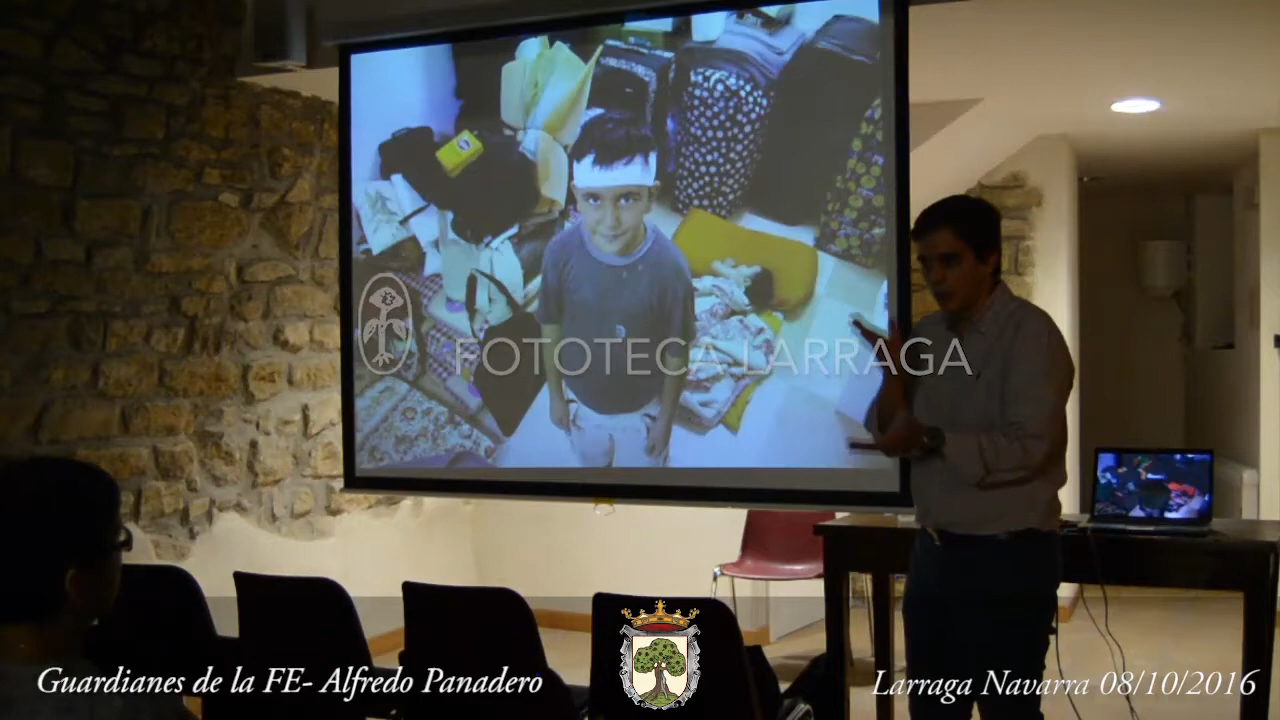 FOTOTECA LARRAGA
Guardianes de la FE- Alfredo Panadero
Larraga Navarra 08/10/2016